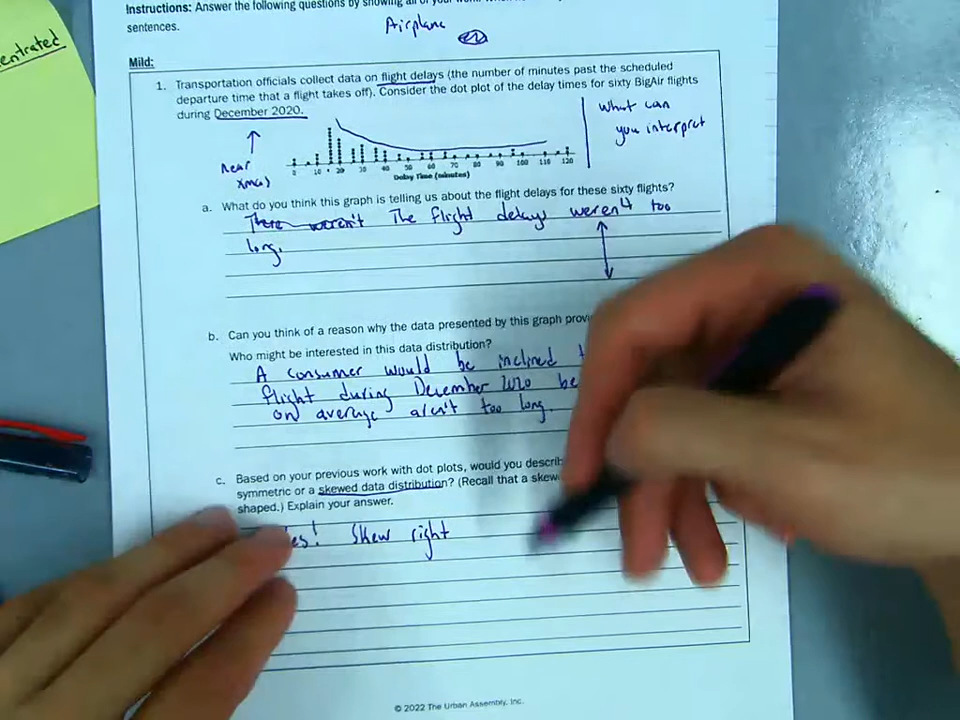 Instructions: Answer the following questions by showing all of your
sentences.
Airplane
Mild:
1. Transportation officials collect data on flight delays (the number of minutes past the scheduled
departure time that a flight takes off). Consider the dot plot of the delay times for sixty BigAir flights
during December 2020.
near
xmas
What can
you interpret
0 10 20 30 40 50 60 70 80 90 100 110 120
Delay Time (minutes)
a. What do you think this graph is telling us about the flight delays for these sixty flights?
There weren't The flight delays weren't too
long.
b. Can you think of a reason why the data presented by this graph
Who might be interested in this data distribution?
A consumer would be inclined
flight during December 2020
on average aren't too long.
c. Based on your previous work with dot plots, would you
symmetric or a skewed data distribution? (Recall that a
shaped.) Explain your answer.
Skew right
© 2022 The Urban Assembly, Inc.
entrated